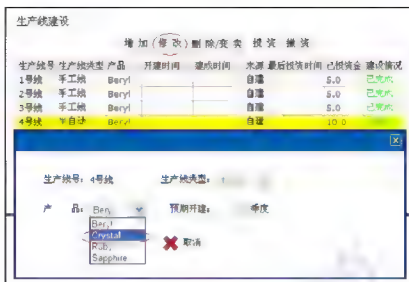 生产线建设
增加(修改)删除/变卖 投资 撤资
生产线号 生产线类型 产品 开建时间 建成时间 来源 最后投资时间 已投资金 建设情况
1号线 手工线 Beryl 自建 5.0 已完成
2号线 手工线 Beryl 自建 5.0 已完成
3号线 手工线 Beryl 自建 5.0 已完成
4号线 半自动 Beryl 自建 10.0
生产线号: 4号线 生产线类型:
产 品: Bery 预期开建: 季度
Beryl
Crystal
Ruby
Sapphire
取消